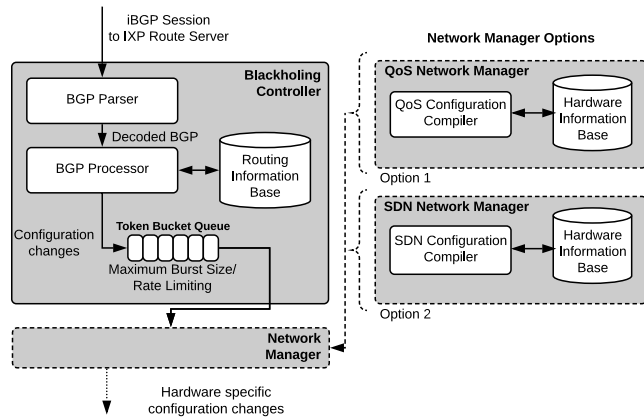 iBGP Session
to IXP Route Server
Blackholing
Controller
BGP Parser
Decoded BGP
BGP Processor
Routing
Information
Base
Configuration
changes
Token Bucket Queue
Maximum Burst Size/
Rate Limiting
Network
Manager
Hardware specific
configuration changes
Network Manager Options
QoS Network Manager
QoS Configuration
Compiler
Hardware
Information
Base
Option 1
SDN Network Manager
SDN Configuration
Compiler
Hardware
Information
Base
Option 2